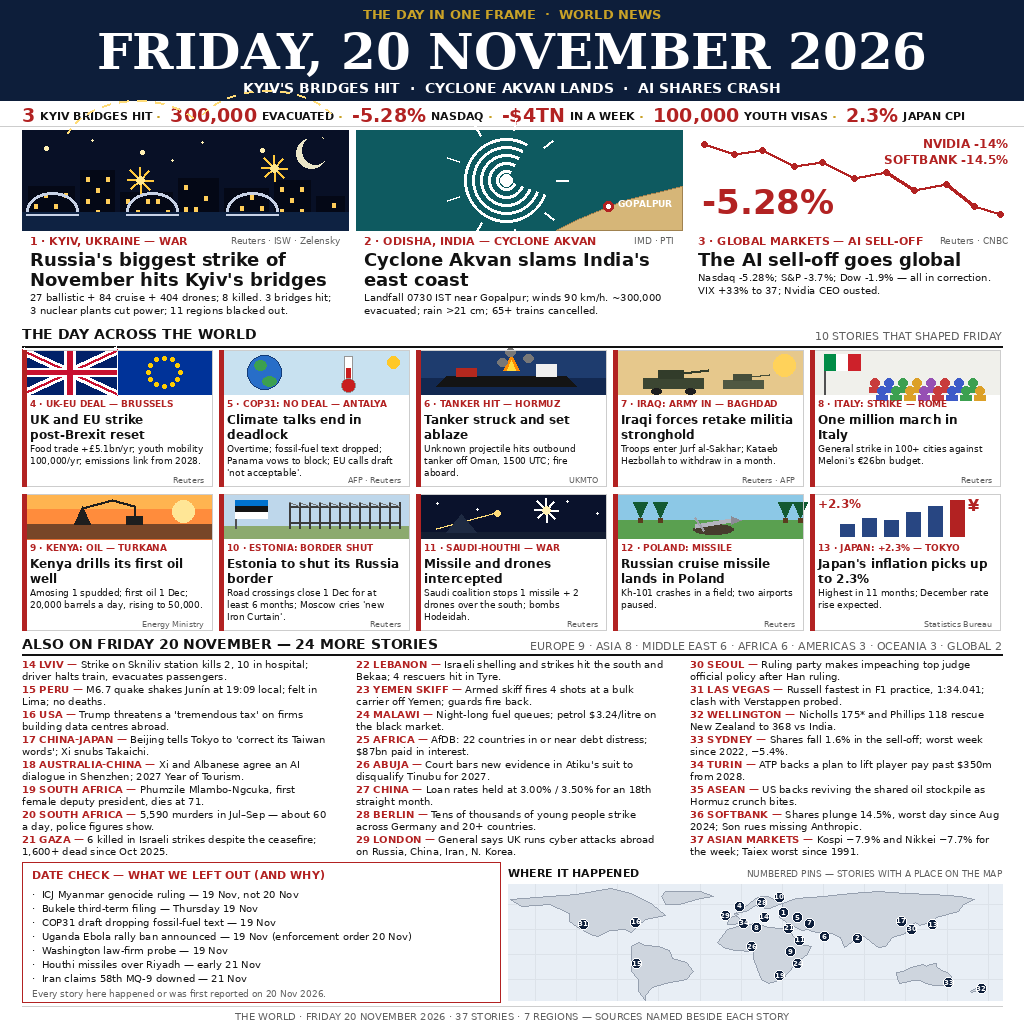 THE DAY IN ONE FRAME · WORLD NEWS
FRIDAY, 20 NOVEMBER 2026
KYIV'S BRIDGES HIT · CYCLONE AKVAN LANDS · AI SHARES CRASH
3 KYIV BRIDGES HIT · 300,000 EVACUATED · -5.28% NASDAQ · -$4TN IN A WEEK · 100,000 YOUTH VISAS · 2.3% JAPAN CPI
GOPALPUR
NVIDIA -14%
SOFTBANK -14.5%
-5.28%
1 · KYIV, UKRAINE — WAR
Reuters · ISW · Zelensky
Russia's biggest strike of
November hits Kyiv's bridges
27 ballistic + 84 cruise + 404 drones; 8 killed. 3 bridges hit;
3 nuclear plants cut power; 11 regions blacked out.
2 · ODISHA, INDIA — CYCLONE AKVAN
IMD · PTI
Cyclone Akvan slams India's
east coast
Landfall 0730 IST near Gopalpur; winds 90 km/h. ~300,000
evacuated; rain >21 cm; 65+ trains cancelled.
3 · GLOBAL MARKETS — AI SELL-OFF
Reuters · CNBC
The AI sell-off goes global
Nasdaq -5.28%; S&P -3.7%; Dow -1.9% — all in correction.
VIX +33% to 37; Nvidia CEO ousted.
THE DAY ACROSS THE WORLD
10 STORIES THAT SHAPED FRIDAY
4 · UK-EU DEAL — BRUSSELS
UK and EU strike
post-Brexit reset
Food trade +£5.1bn/yr; youth mobility
100,000/yr; emissions link from 2028.
Reuters
5 · COP31: NO DEAL — ANTALYA
Climate talks end in
deadlock
Overtime; fossil-fuel text dropped;
Panama vows to block; EU calls draft
'not acceptable'.
AFP · Reuters
6 · TANKER HIT — HORMUZ
Tanker struck and set
ablaze
Unknown projectile hits outbound
tanker off Oman, 1500 UTC; fire
aboard.
UKMTO
7 · IRAQ: ARMY IN — BAGHDAD
Iraqi forces retake militia
stronghold
Troops enter Jurf al-Sakhar; Kataeb
Hezbollah to withdraw in a month.
Reuters · AFP
8 · ITALY: STRIKE — ROME
One million march in
Italy
General strike in 100+ cities against
Meloni's €26bn budget.
Reuters
9 · KENYA: OIL — TURKANA
Kenya drills its first oil
well
Amosing 1 spudded; first oil 1 Dec;
20,000 barrels a day, rising to 50,000.
Energy Ministry
10 · ESTONIA: BORDER SHUT
Estonia to shut its Russia
border
Road crossings close 1 Dec for at
least 6 months; Moscow cries 'new
Iron Curtain'.
Reuters
11 · SAUDI-HOUTHI — WAR
Missile and drones
intercepted
Saudi coalition stops 1 missile + 2
drones over the south; bombs
Hodeidah.
Reuters
12 · POLAND: MISSILE
Russian cruise missile
lands in Poland
Kh-101 crashes in a field; two airports
paused.
Reuters
+2.3%
¥
13 · JAPAN: +2.3% — TOKYO
Japan's inflation picks up
to 2.3%
Highest in 11 months; December rate
rise expected.
Statistics Bureau
ALSO ON FRIDAY 20 NOVEMBER — 24 MORE STORIES
EUROPE 9 · ASIA 8 · MIDDLE EAST 6 · AFRICA 6 · AMERICAS 3 · OCEANIA 3 · GLOBAL 2
14 LVIV — Strike on Skniliv station kills 2, 10 in hospital;
driver halts train, evacuates passengers.
15 PERU — M6.7 quake shakes Junín at 19:09 local; felt in
Lima; no deaths.
16 USA — Trump threatens a 'tremendous tax' on firms
building data centres abroad.
17 CHINA-JAPAN — Beijing tells Tokyo to 'correct its Taiwan
words'; Xi snubs Takaichi.
18 AUSTRALIA-CHINA — Xi and Albanese agree an AI
dialogue in Shenzhen; 2027 Year of Tourism.
19 SOUTH AFRICA — Phumzile Mlambo-Ngcuka, first
female deputy president, dies at 71.
20 SOUTH AFRICA — 5,590 murders in Jul–Sep — about 60
a day, police figures show.
21 GAZA — 6 killed in Israeli strikes despite the ceasefire;
1,600+ dead since Oct 2025.
22 LEBANON — Israeli shelling and strikes hit the south and
Bekaa; 4 rescuers hit in Tyre.
23 YEMEN SKIFF — Armed skiff fires 4 shots at a bulk
carrier off Yemen; guards fire back.
24 MALAWI — Night-long fuel queues; petrol $3.24/litre on
the black market.
25 AFRICA — AfDB: 22 countries in or near debt distress;
$87bn paid in interest.
26 ABUJA — Court bars new evidence in Atiku's suit to
disqualify Tinubu for 2027.
27 CHINA — Loan rates held at 3.00% / 3.50% for an 18th
straight month.
28 BERLIN — Tens of thousands of young people strike
across Germany and 20+ countries.
29 LONDON — General says UK runs cyber attacks abroad
on Russia, China, Iran, N. Korea.
30 SEOUL — Ruling party makes impeaching top judge
official policy after Han ruling.
31 LAS VEGAS — Russell fastest in F1 practice, 1:34.041;
clash with Verstappen probed.
32 WELLINGTON — Nicholls 175* and Phillips 118 rescue
New Zealand to 368 vs India.
33 SYDNEY — Shares fall 1.6% in the sell-off; worst week
since 2022, −5.4%.
34 TURIN — ATP backs a plan to lift player pay past $350m
from 2028.
35 ASEAN — US backs reviving the shared oil stockpile as
Hormuz crunch bites.
36 SOFTBANK — Shares plunge 14.5%, worst day since Aug
2024; Son rues missing Anthropic.
37 ASIAN MARKETS — Kospi −7.9% and Nikkei −7.7% for
the week; Taiex worst since 1991.
DATE CHECK — WHAT WE LEFT OUT (AND WHY)
· ICJ Myanmar genocide ruling — 19 Nov, not 20 Nov
· Bukele third-term filing — Thursday 19 Nov
· COP31 draft dropping fossil-fuel text — 19 Nov
· Uganda Ebola rally ban announced — 19 Nov (enforcement order 20 Nov)
· Washington law-firm probe — 19 Nov
· Houthi missiles over Riyadh — early 21 Nov
· Iran claims 58th MQ-9 downed — 21 Nov
Every story here happened or was first reported on 20 Nov 2026.
WHERE IT HAPPENED
NUMBERED PINS — STORIES WITH A PLACE ON THE MAP
THE WORLD · FRIDAY 20 NOVEMBER 2026 · 37 STORIES · 7 REGIONS — SOURCES NAMED BESIDE EACH STORY